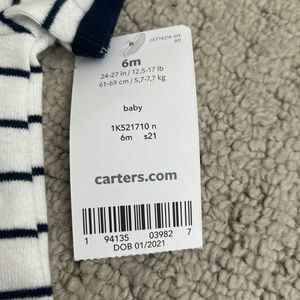 6m
24-27 in / 12.5-17 lb
61-69 cm / 5,7-7,7 kg
baby
1K521710 n
6m s21
carters.com
1 94135 03982 7
DOB 01/2021